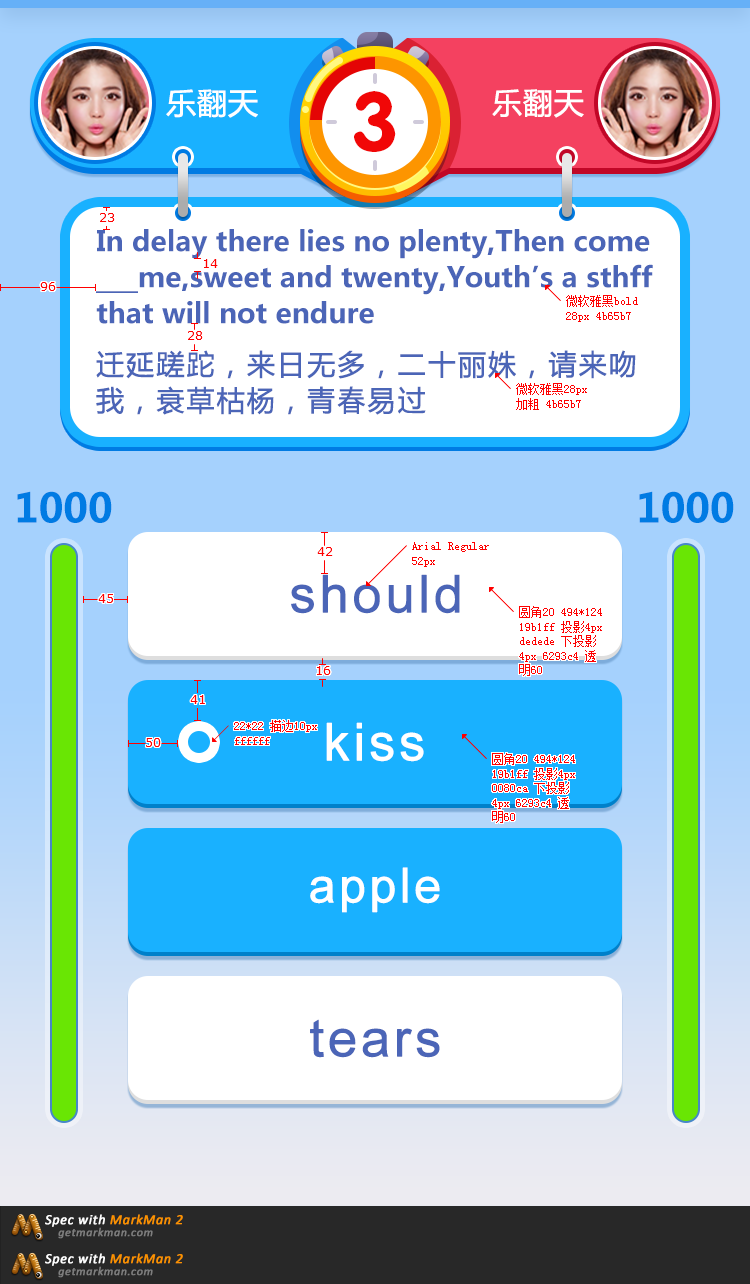 乐翻天
3
乐翻天
23
In delay there lies no plenty,Then come
14
96
___me,sweet and twenty,Youth's a sthff
微软雅黑bold
28px 4b65b7
that will not endure
28
迁延蹉跎，来日无多，二十丽姝，请来吻
微软雅黑28px
加粗 4b65b7
我，衰草枯杨，青春易过
1000
1000
42
Arial Regular
52px
should
45
圆角20 494*124
19b1ff 投影4px
dedede 下投影
4px 6293c4 透
明60
16
41
50
22*22 描边10px
ffffff
kiss
圆角20 494*124
19b1ff 投影4px
0080ca 下投影
4px 6293c4 透
明60
apple
tears
Spec with MarkMan 2
getmarkman.com
Spec with MarkMan 2
getmarkman.com